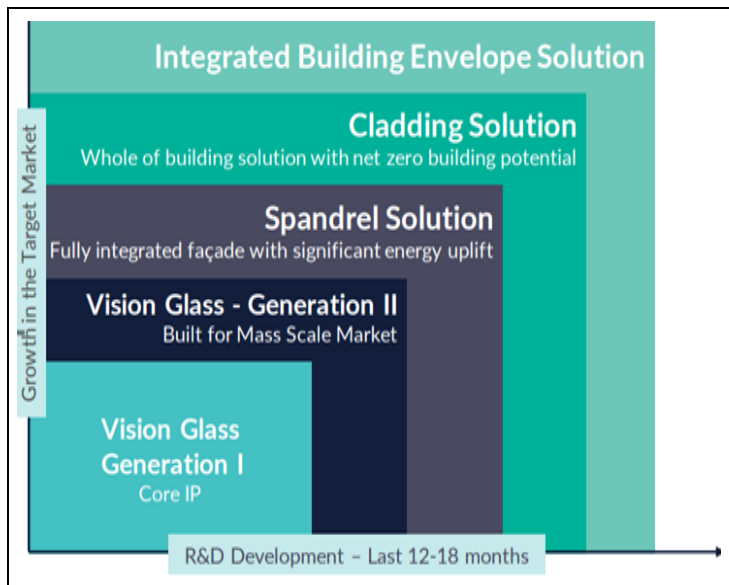 Integrated Building Envelope Solution
Cladding Solution
Whole of building solution with net zero building potential
Spandrel Solution
Fully integrated façade with significant energy uplift
Vision Glass - Generation II
Built for Mass Scale Market
Vision Glass
Generation I
Core IP
Growth in the Target Market
R&D Development – Last 12-18 months